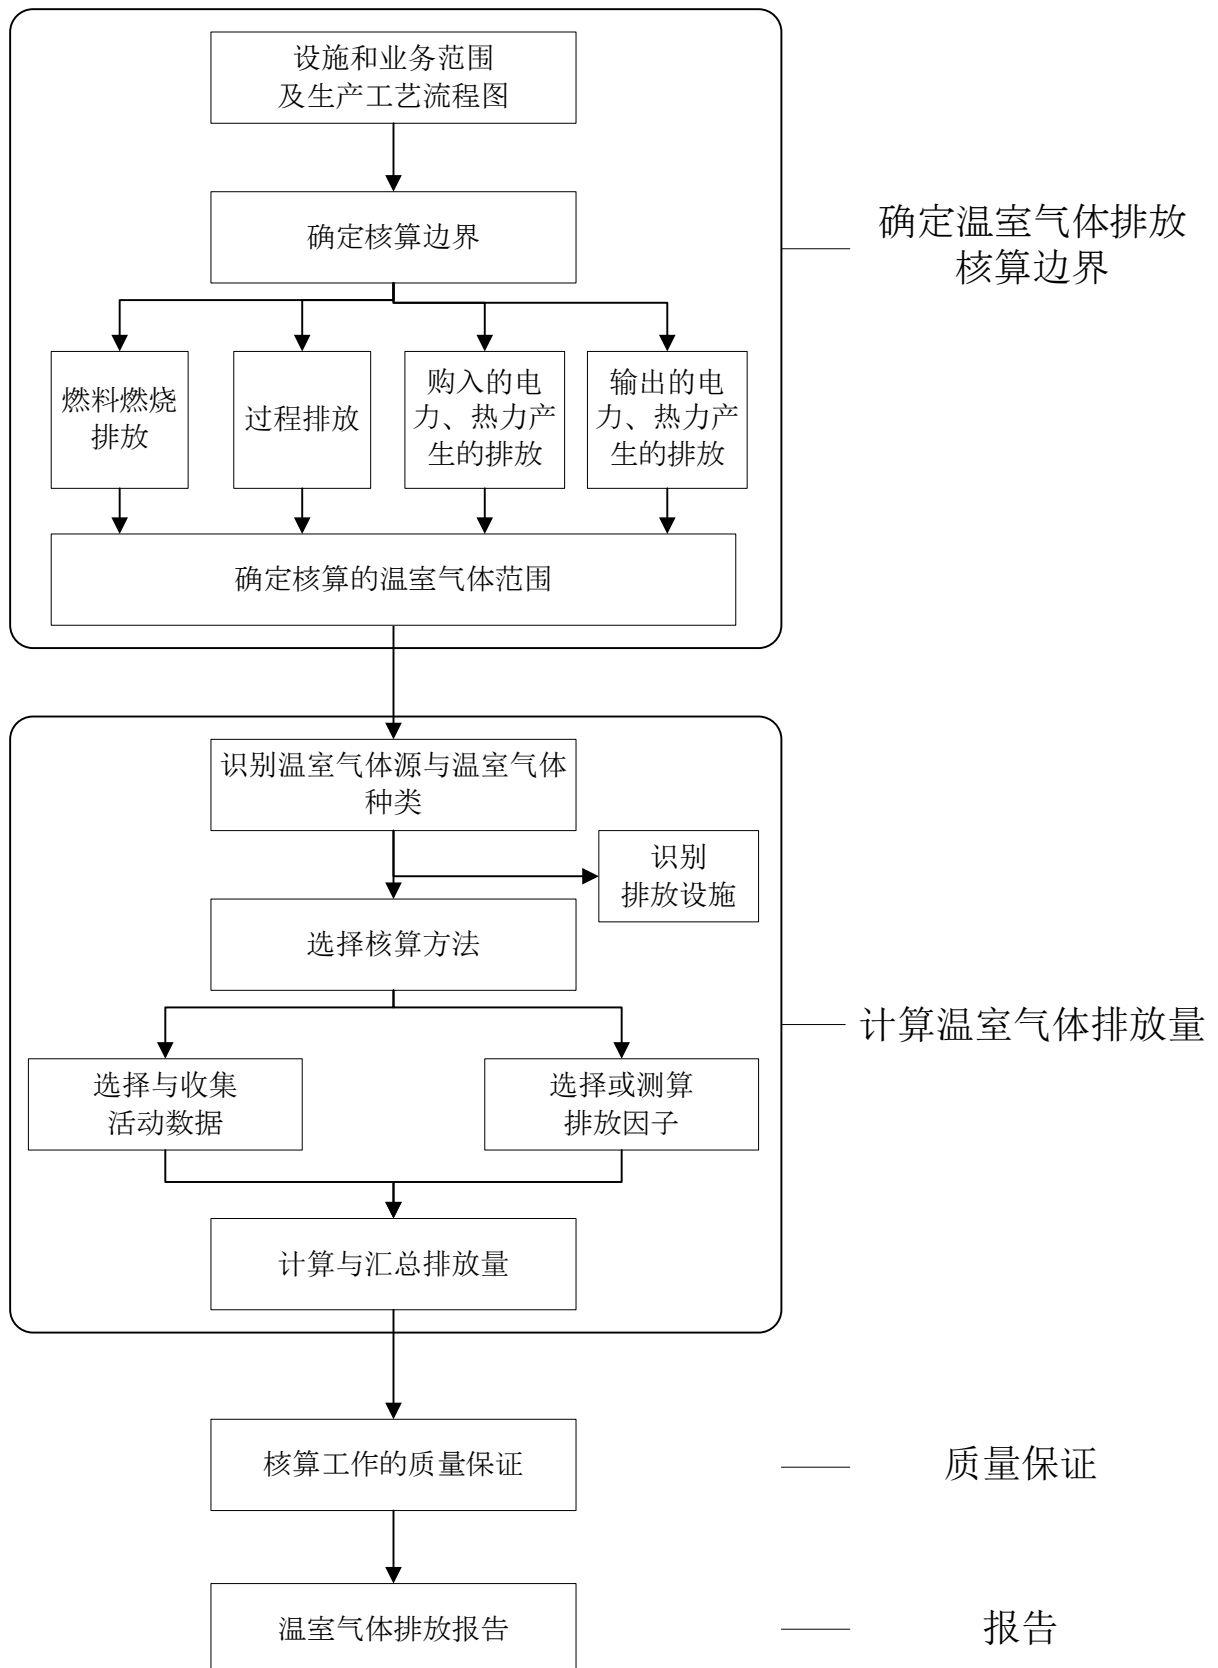 设施和业务范围
及生产工艺流程图
确定核算边界
确定温室气体排放
核算边界
燃料燃烧
排放
过程排放
购入的电
力、热力产
生的排放
输出的电
力、热力产
生的排放
确定核算的温室气体范围
识别温室气体源与温室气体
种类
识别
排放设施
选择核算方法
计算温室气体排放量
选择与收集
活动数据
选择或测算
排放因子
计算与汇总排放量
核算工作的质量保证
质量保证
温室气体排放报告
报告